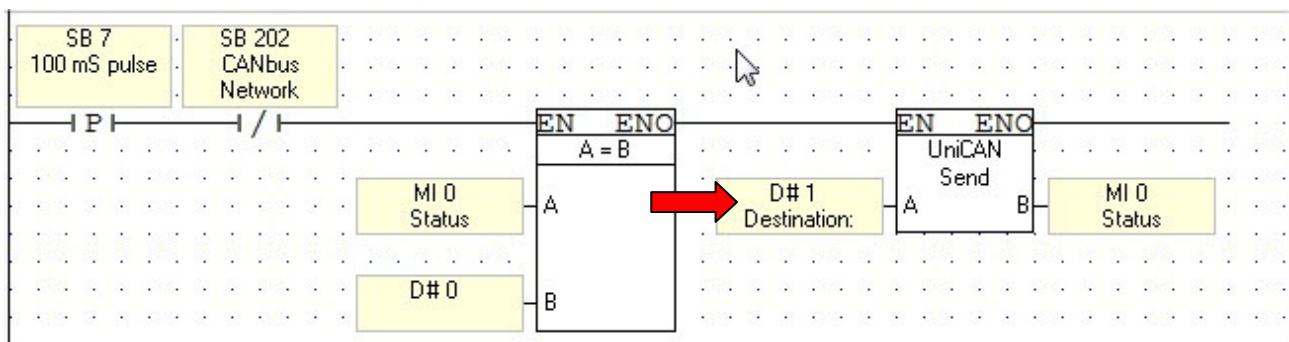 SB 7
100 mS pulse
SB 202
CANbus
Network
P
EN ENO
A = B
MI 0
Status
A
D# 0
B
EN ENO
UniCAN
Send
D# 1
Destination:
A
B
MI 0
Status